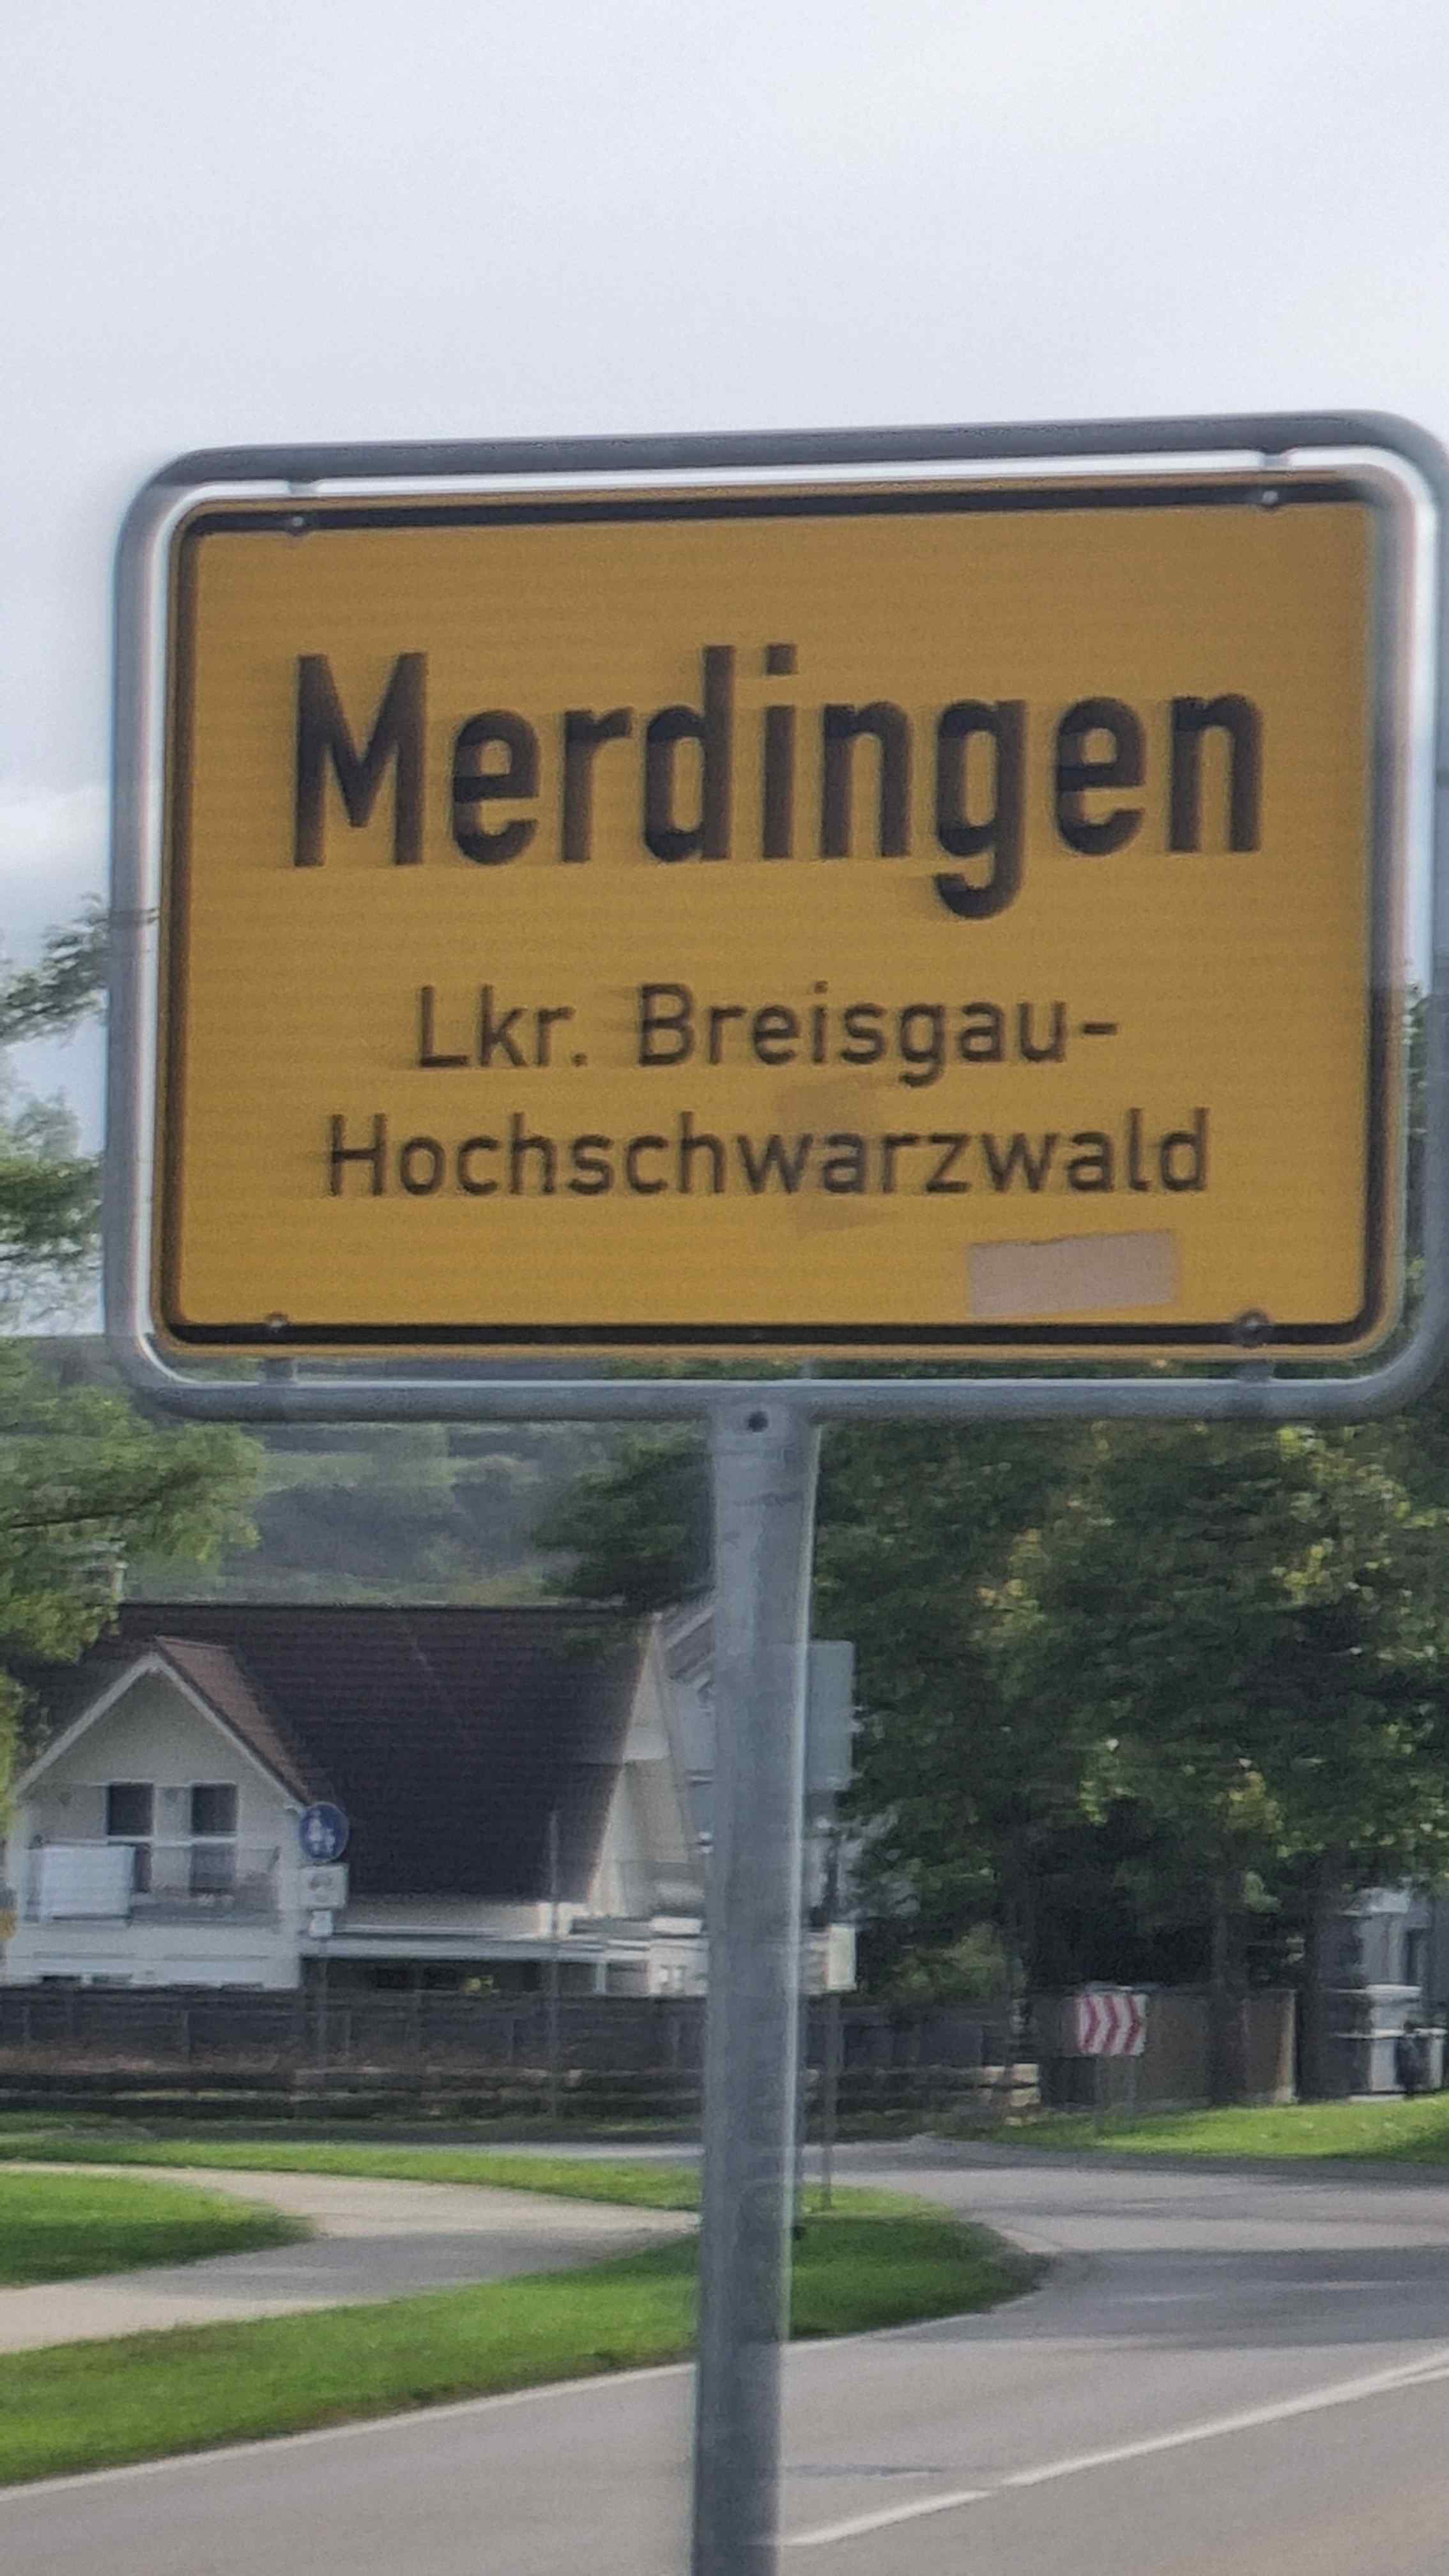 Merdingen
Lkr. Breisgau-
Hochschwarzwald